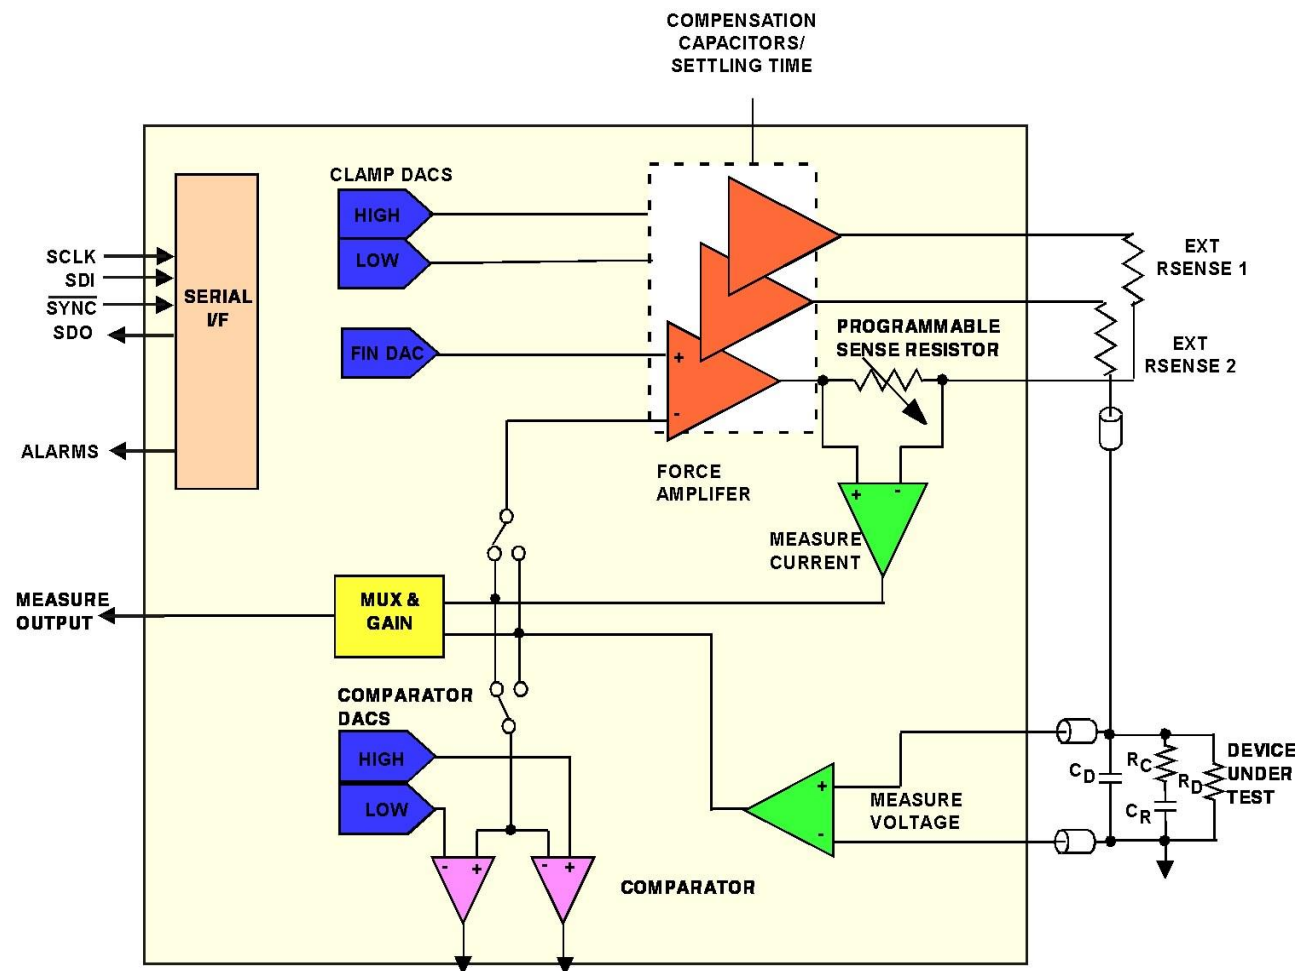 COMPENSATION
CAPACITORS/
SETTLING TIME
CLAMP DACS
HIGH
LOW
FIN DAC
SCLK
SDI
SYNC
SDO
ALARMS
SERIAL
I/F
+
-
PROGRAMMABLE
SENSE RESISTOR
EXT
RSENSE 1
EXT
RSENSE 2
FORCE
AMPLIFER
+ -
MEASURE
CURRENT
MEASURE
OUTPUT
MUX &
GAIN
COMPARATOR
DACS
HIGH
LOW
- +
- +
COMPARATOR
+
-
MEASURE
VOLTAGE
CD
RC
CR
RD
DEVICE
UNDER
TEST